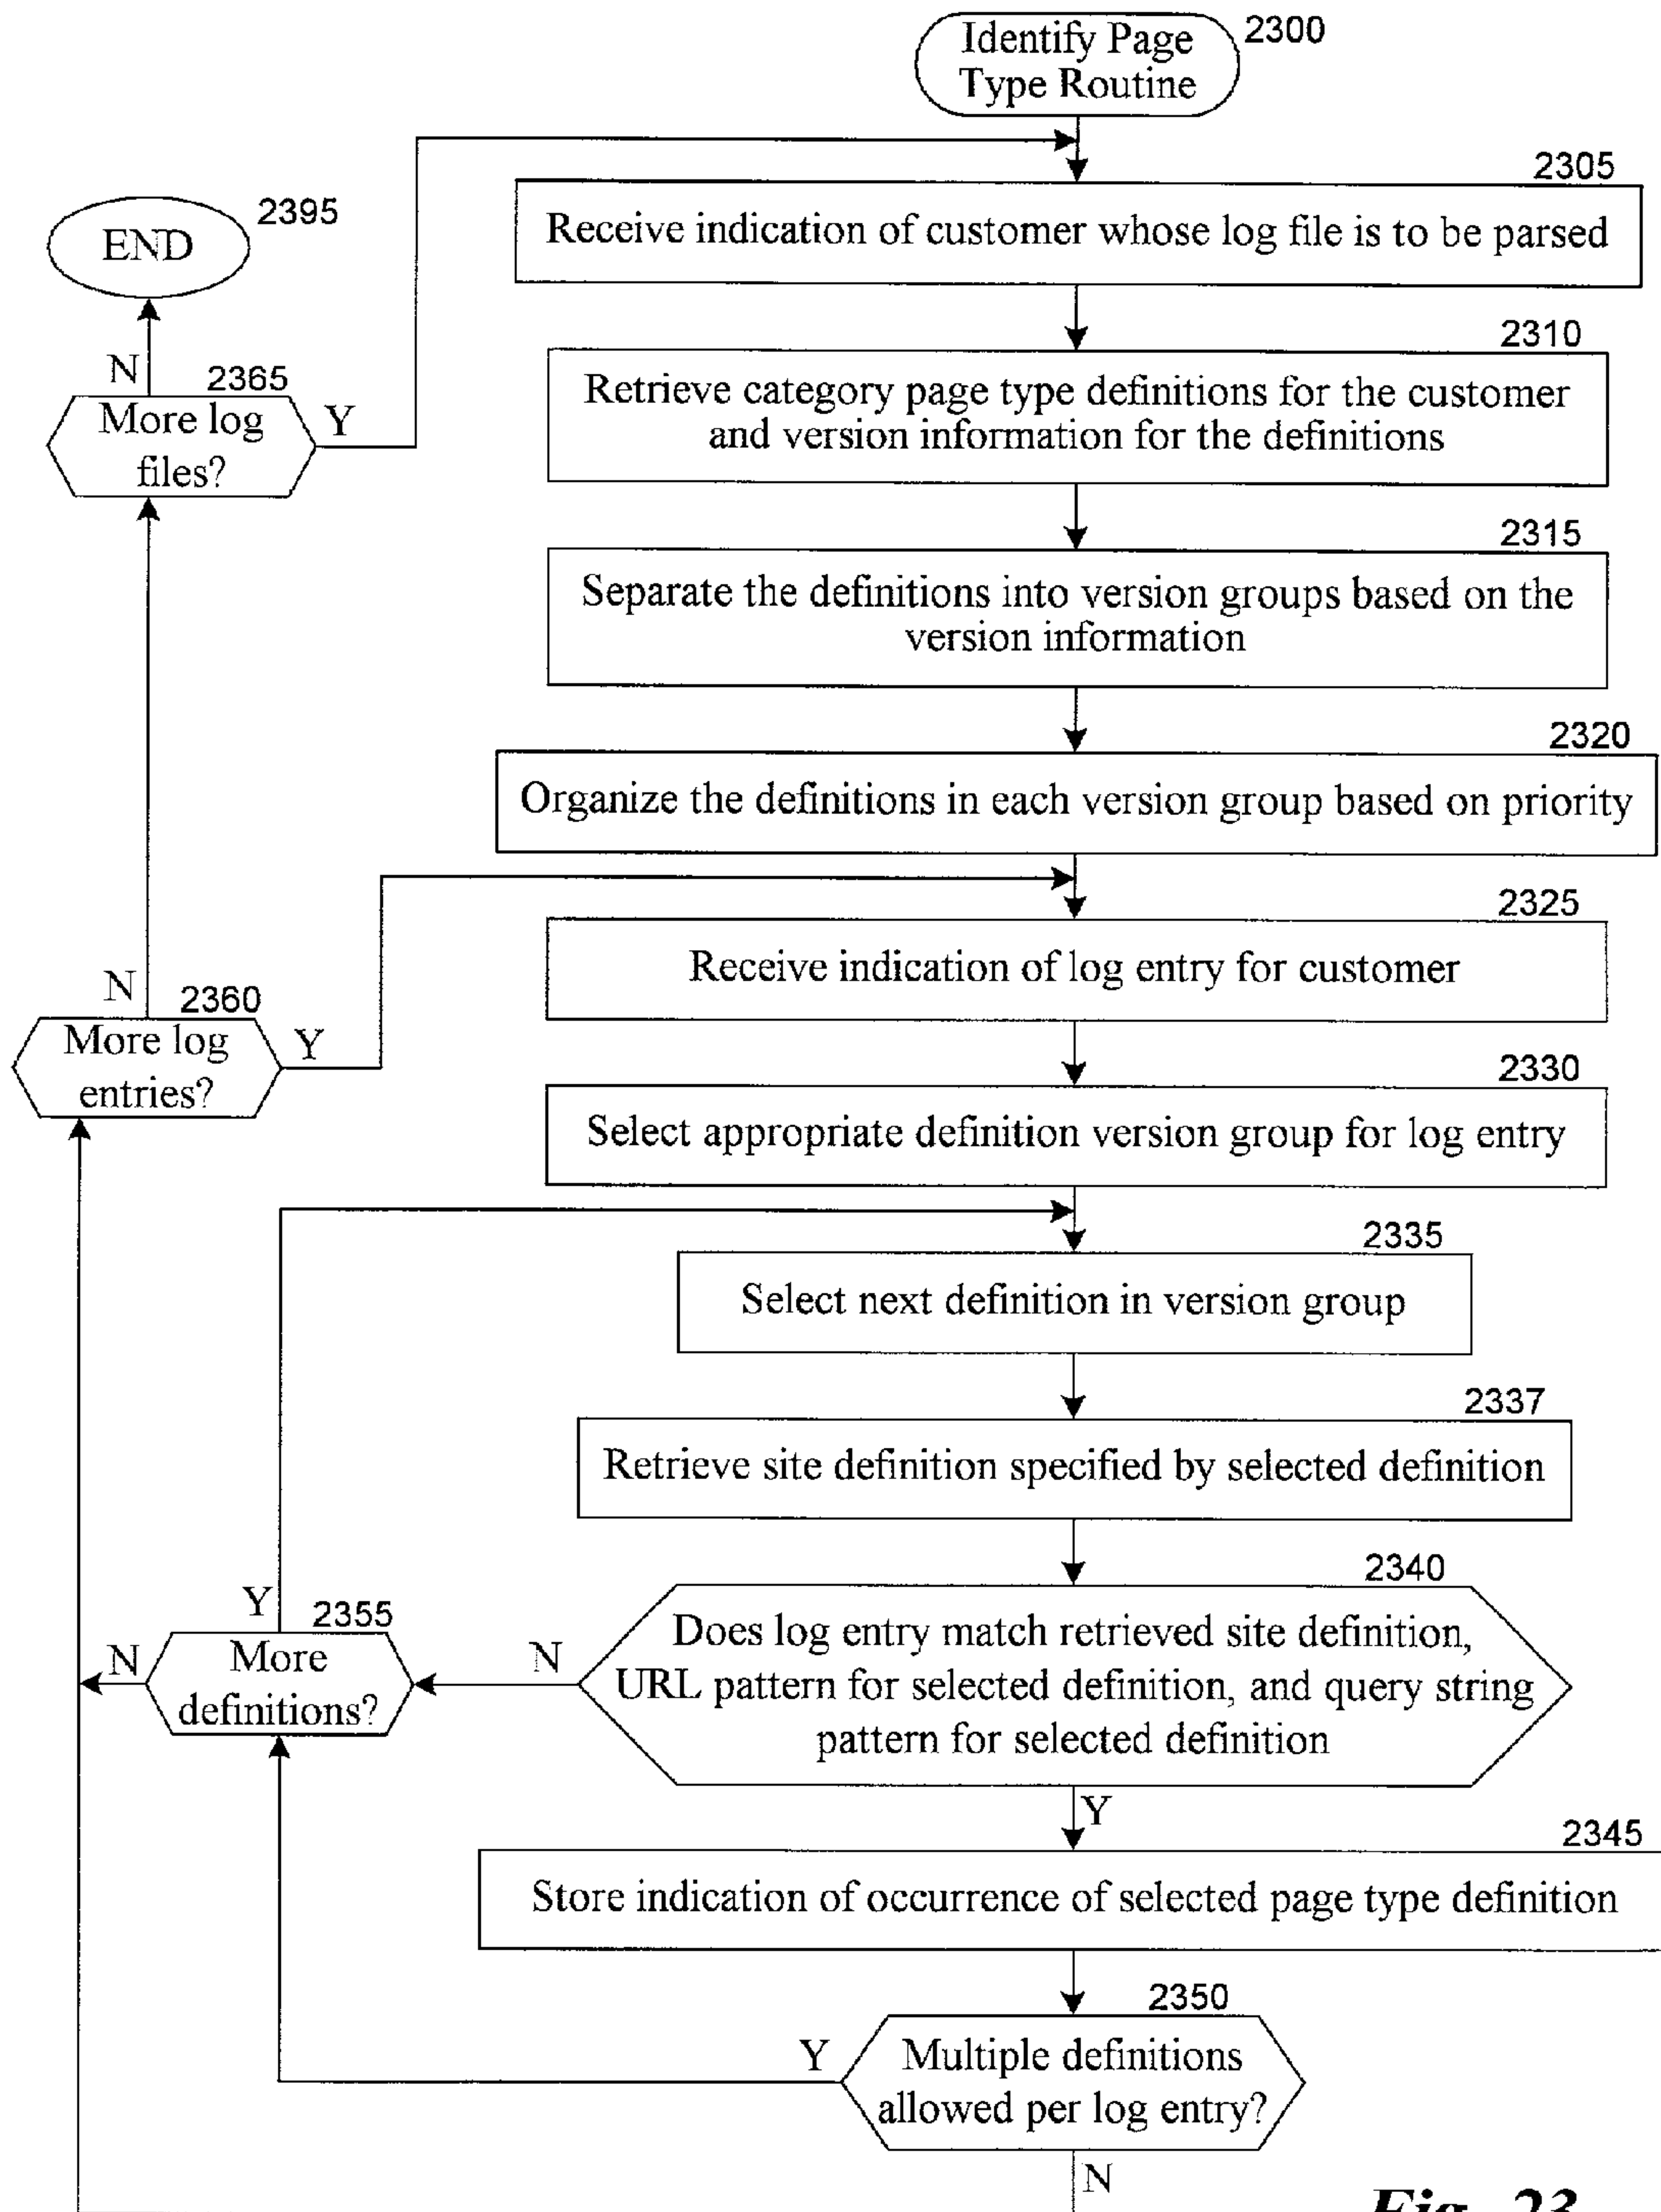 Identify Page
Type Routine
2300
2305
Receive indication of customer whose log file is to be parsed
END
2395
2310
Retrieve category page type definitions for the customer
and version information for the definitions
N
2365
More log
files?
Y
2315
Separate the definitions into version groups based on the
version information
2320
Organize the definitions in each version group based on priority
2325
Receive indication of log entry for customer
N
2360
More log
entries?
Y
2330
Select appropriate definition version group for log entry
2335
Select next definition in version group
2337
Retrieve site definition specified by selected definition
2340
Does log entry match retrieved site definition,
URL pattern for selected definition, and query string
pattern for selected definition
N
Y
2355
More
definitions?
N
Y
2345
Store indication of occurrence of selected page type definition
2350
Multiple definitions
allowed per log entry?
Y
N
Fig. 23